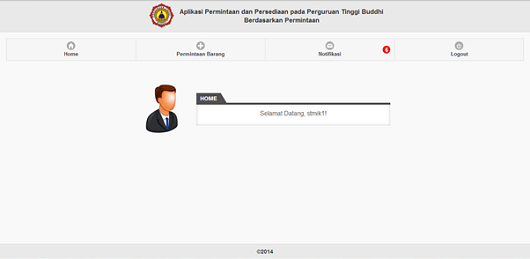 Aplikasi Permintaan dan Persediaan pada Perguruan Tinggi Buddhi
Berdasarkan Permintaan
Home
Permintaan Barang
Notifikasi
6
Logout
HOME
Selamat Datang, stmik1!
©2014